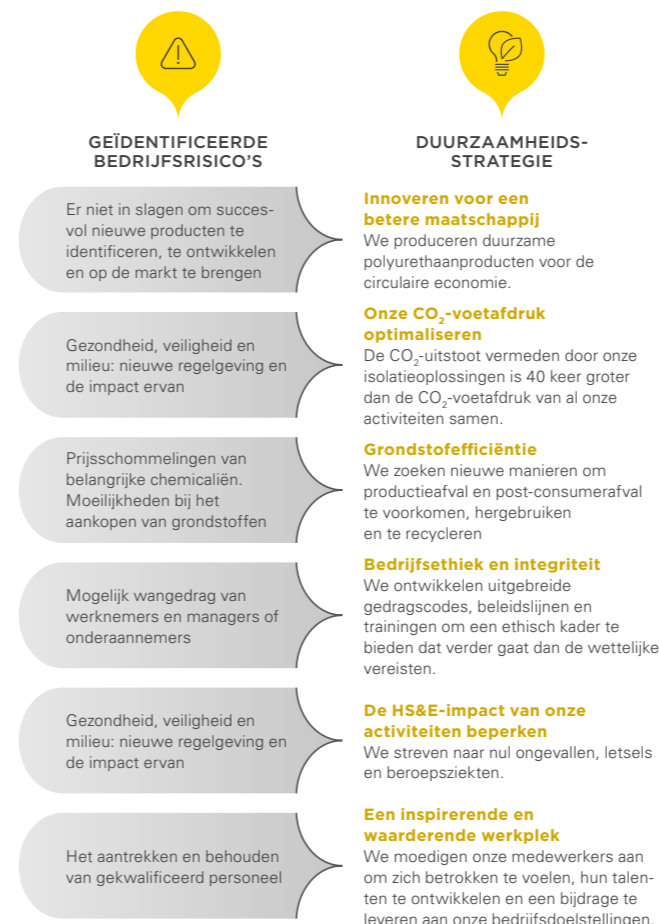 GEÏDENTIFICEERDE
BEDRIJFSRISICO'S
DUURZAAMHEIDS-
STRATEGIE
Er niet in slagen om succes-
vol nieuwe producten te
identificeren, te ontwikkelen
en op de markt te brengen
Innoveren voor een
betere maatschappij
We produceren duurzame
polyurethaanproducten voor de
circulaire economie.
Gezondheid, veiligheid en
milieu: nieuwe regelgeving en
de impact ervan
Onze CO₂-voetafdruk
optimaliseren
De CO₂-uitstoot vermeden door onze
isolatieoplossingen is 40 keer groter
dan de CO₂-voetafdruk van al onze
activiteiten samen.
Prijsschommelingen van
belangrijke chemicaliën.
Moeilijkheden bij het
aankopen van grondstoffen
Grondstofefficiëntie
We zoeken nieuwe manieren om
productieafval en post-consumerafval
te voorkomen, hergebruiken
en te recycleren
Mogelijk wangedrag van
werknemers en managers of
onderaannemers
Bedrijfsethiek en integriteit
We ontwikkelen uitgebreide
gedragscodes, beleidslijnen en
trainingen om een ethisch kader te
bieden dat verder gaat dan de wettelijke
vereisten.
Gezondheid, veiligheid en
milieu: nieuwe regelgeving en
de impact ervan
De HS&E-impact van onze
activiteiten beperken
We streven naar nul ongevallen, letsels
en beroepsziekten.
Het aantrekken en behouden
van gekwalificeerd personeel
Een inspirerende en
waarderende werkplek
We moedigen onze medewerkers aan
om zich betrokken te voelen, hun talen-
ten te ontwikkelen en een bijdrage te
leveren aan onze bedrijfsdoelstellingen.